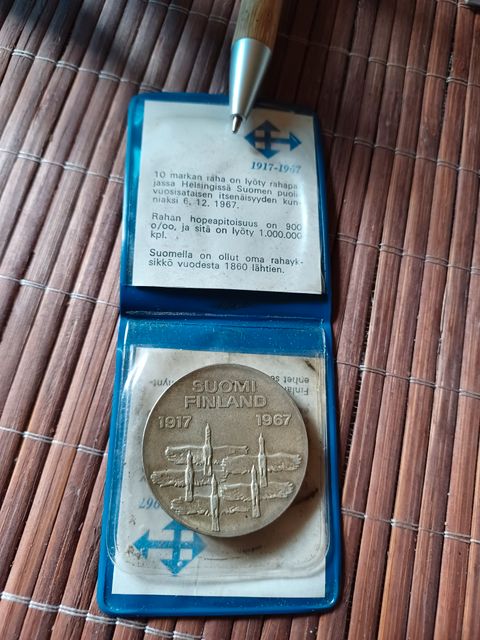 1917-1967
10 markan raha on lyöty rahapa-
jassa Helsingissä Suomen puoli-
vuosisataisen itsenäisyyden kun-
niaksi 6. 12. 1967.
Rahan hopeapitoisuus on 900
o/oo, ja sitä on lyöty 1.000.000
kpl.
Suomella on ollut oma rahayk-
sikkö vuodesta 1860 lähtien.
SUOMI
FINLAND
1917 1967
enhet se